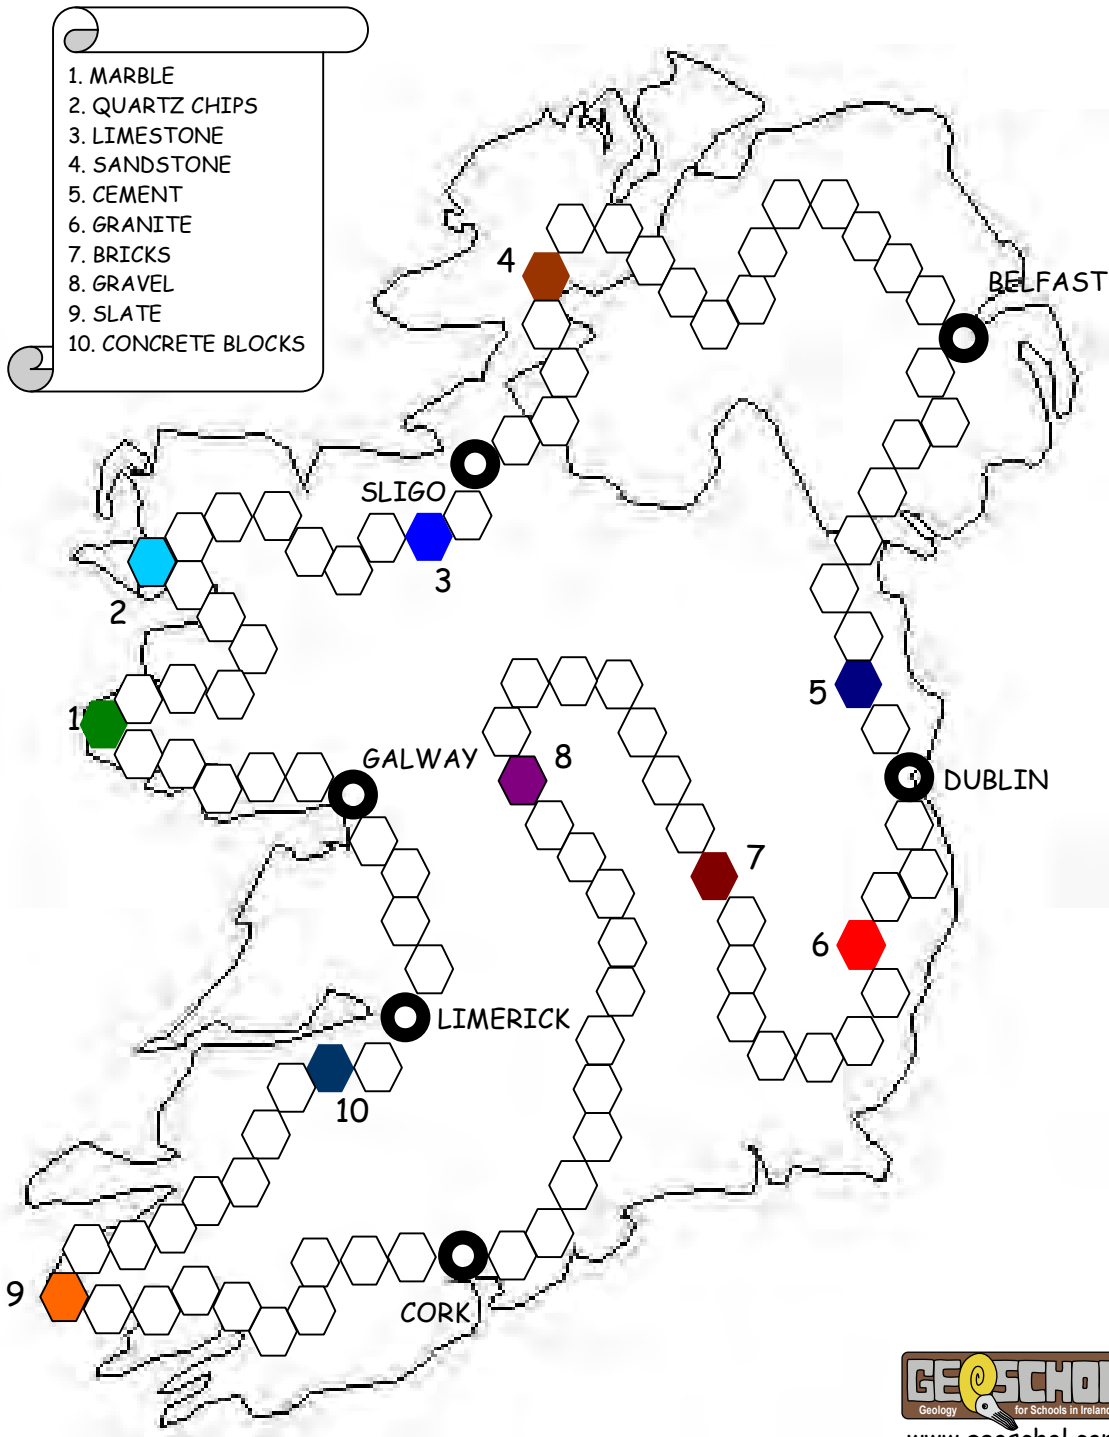 1. MARBLE
2. QUARTZ CHIPS
3. LIMESTONE
4. SANDSTONE
5. CEMENT
6. GRANITE
7. BRICKS
8. GRAVEL
9. SLATE
10. CONCRETE BLOCKS
4
BELFAST
SLIGO
3
2
5
1
GALWAY
8
DUBLIN
7
6
LIMERICK
10
9
CORK
GEOSCHOL
Geology for Schools in Ireland